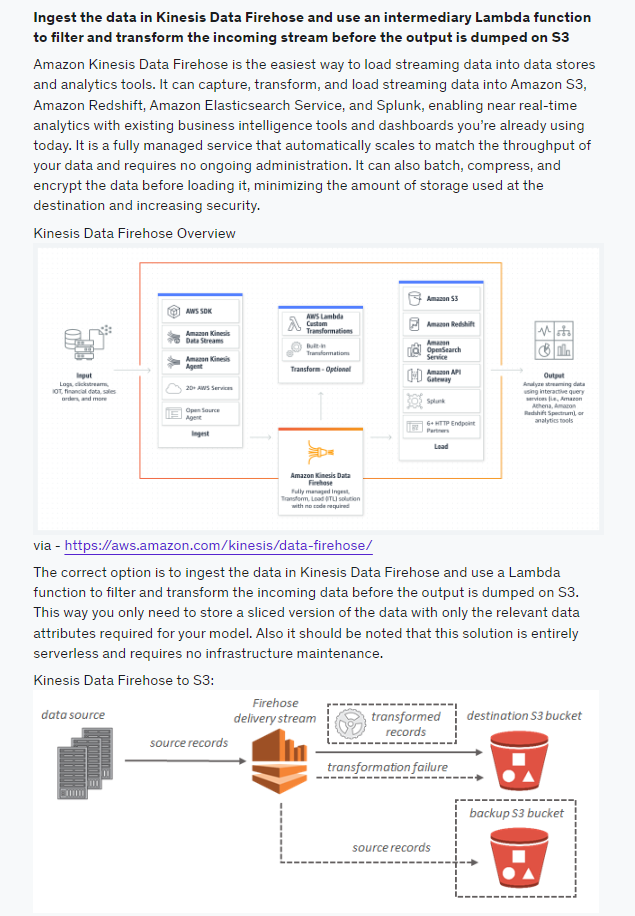 Ingest the data in Kinesis Data Firehose and use an intermediary Lambda function
to filter and transform the incoming stream before the output is dumped on S3
Amazon Kinesis Data Firehose is the easiest way to load streaming data into data stores
and analytics tools. It can capture, transform, and load streaming data into Amazon S3,
Amazon Redshift, Amazon Elasticsearch Service, and Splunk, enabling near real-time
analytics with existing business intelligence tools and dashboards you're already using
today. It is a fully managed service that automatically scales to match the throughput of
your data and requires no ongoing administration. It can also batch, compress, and
encrypt the data before loading it, minimizing the amount of storage used at the
destination and increasing security.
Kinesis Data Firehose Overview
Input
Logs, clickstreams,
IOT, financial data, sales
orders, and more
AWS SDK
Amazon Kinesis
Data Streams
Amazon Kinesis
Agent
20+ AWS Services
Open Source
Agent
Ingest
AWS Lambda
Custom
Transformations
Built-in
Transformations
Transform - Optional
Amazon Kinesis Data
Firehose
Fully managed Ingest,
Transform, Load (ITL) solution
with no code required
Amazon S3
Amazon Redshift
Amazon
OpenSearch
Service
Amazon API
Gateway
Splunk
6+ HTTP Endpoint
Partners
Load
Output
Analyze streaming data
using interactive query
services (i.e., Amazon
Athena, Amazon
Redshift Spectrum), or
analytics tools
via - https://aws.amazon.com/kinesis/data-firehose/
The correct option is to ingest the data in Kinesis Data Firehose and use a Lambda
function to filter and transform the incoming data before the output is dumped on S3.
This way you only need to store a sliced version of the data with only the relevant data
attributes required for your model. Also it should be noted that this solution is entirely
serverless and requires no infrastructure maintenance.
Kinesis Data Firehose to S3:
data source
source records
Firehose
delivery stream
transformed
records
transformation failure
destination S3 bucket
backup S3 bucket
source records